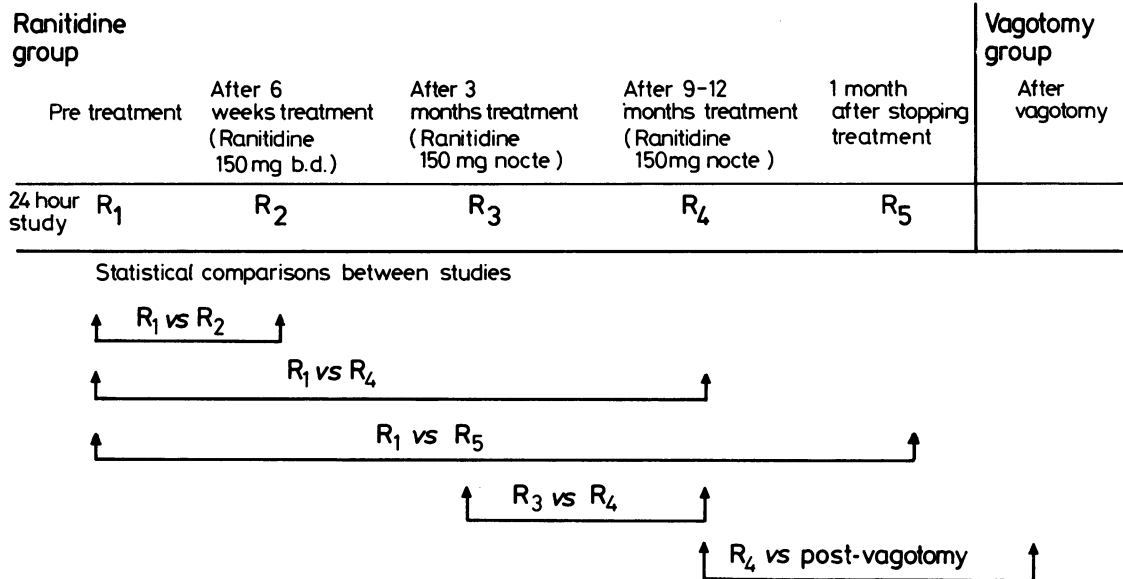 Ranitidine
group
Vagotomy
group
Pre treatment
After 6
weeks treatment
(Ranitidine
150 mg b.d.)
After 3
months treatment
(Ranitidine
150 mg nocte)
After 9-12
months treatment
(Ranitidine
150mg nocte)
1 month
after stopping
treatment
After
vagotomy
24 hour
study
R1 R2 R3 R4 R5
Statistical comparisons between studies
R1 vs R2
R1 vs R4
R1 vs R5
R3 vs R4
R4 vs post-vagotomy